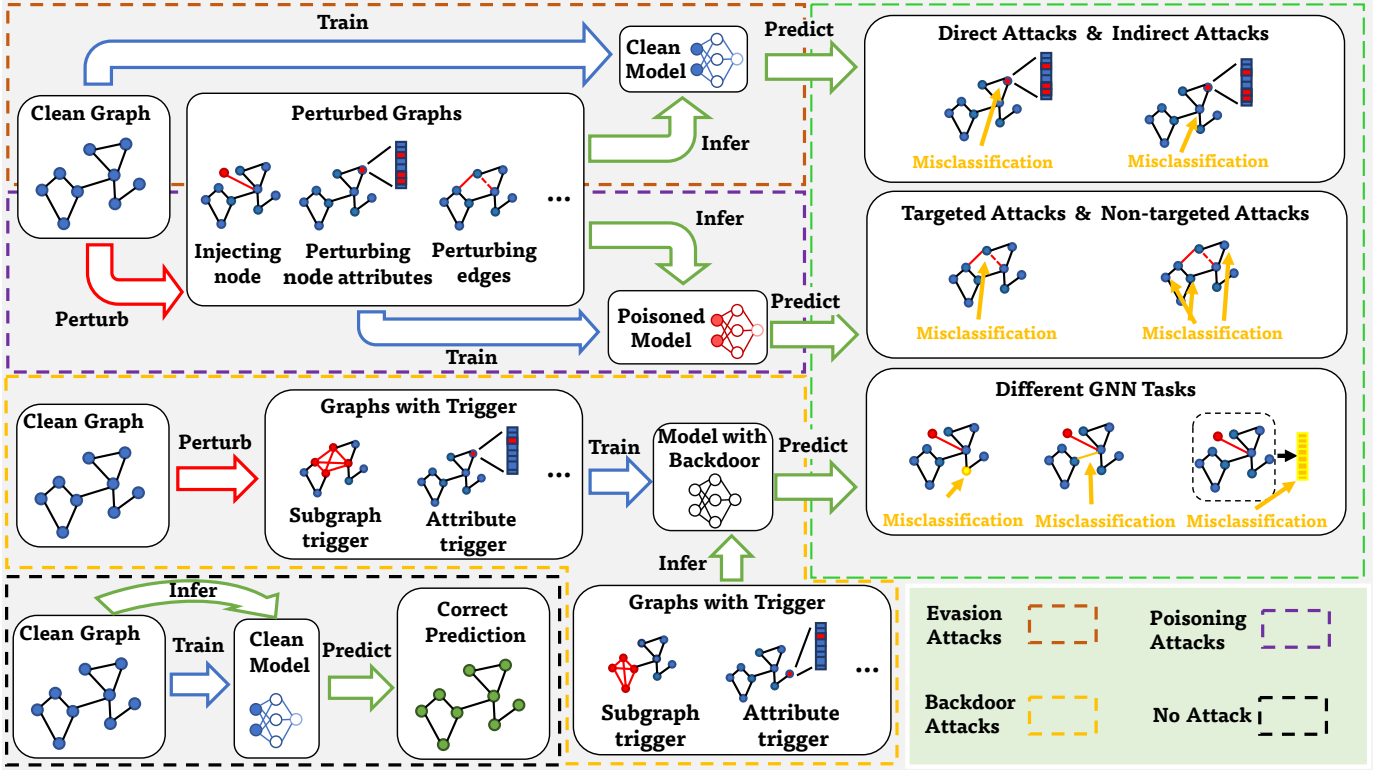 Train
Clean
Model
Predict
Direct Attacks & Indirect Attacks
Misclassification
Misclassification
Clean Graph
Perturbed Graphs
Injecting
node
Perturbing
node attributes
Perturbing
edges
...
Infer
Infer
Perturb
Train
Poisoned
Model
Predict
Targeted Attacks & Non-targeted Attacks
Misclassification
Misclassification
Clean Graph
Perturb
Graphs with Trigger
Subgraph
trigger
Attribute
trigger
...
Train
Model with
Backdoor
Predict
Different GNN Tasks
Misclassification
Misclassification
Misclassification
Infer
Infer
Clean Graph
Train
Clean
Model
Predict
Correct
Prediction
Graphs with Trigger
Subgraph
trigger
Attribute
trigger
...
Evasion
Attacks
Poisoning
Attacks
Backdoor
Attacks
No Attack